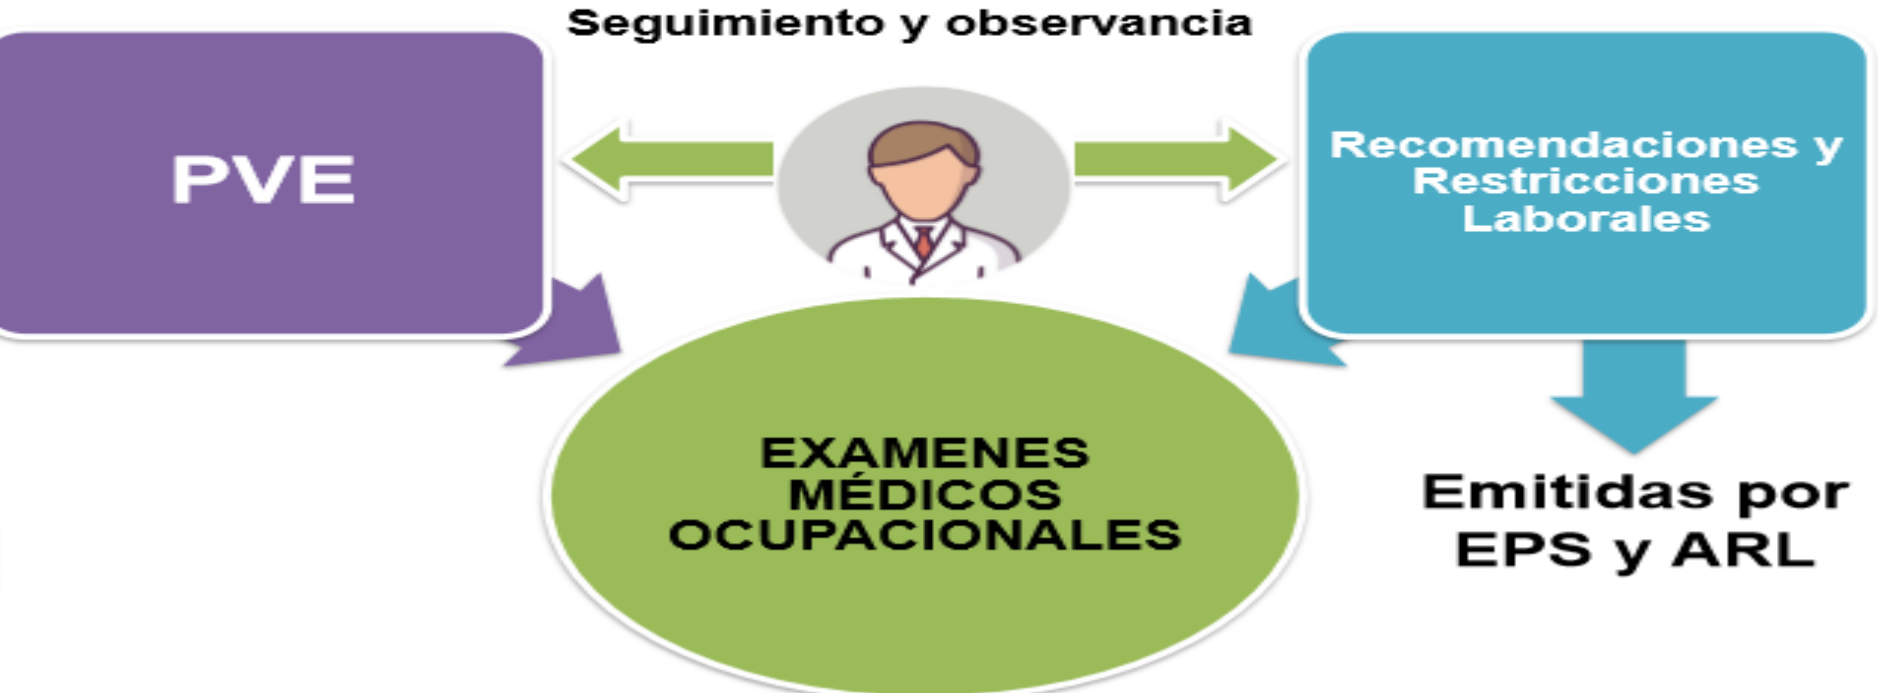 Seguimiento y observancia
PVE
Recomendaciones y
Restricciones
Laborales
EXAMENES
MÉDICOS
OCUPACIONALES
Emitidas por
EPS y ARL